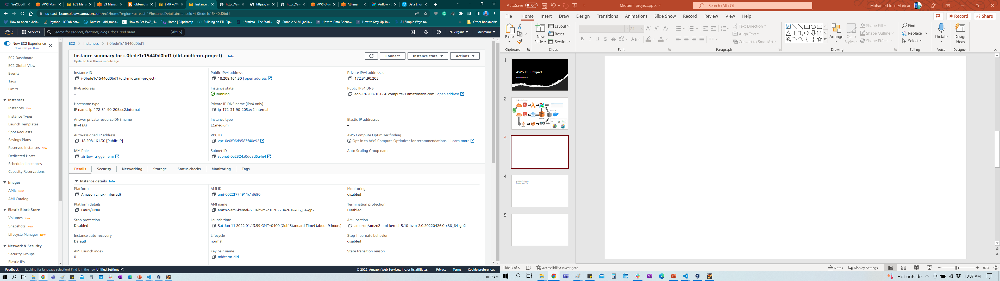 WeCloudD
AWS Mana
EC2 Mana
S3 Manag
dld-midte
EMR – AW
Instance d
https://aw
https://aw
https://aw
AWS Glue
Athena
Airflow -
Data Engi
us-east-1.console.aws.amazon.com/ec2/home?region=us-east-1#InstanceDetails:instanceId=i-0fede1c15440d0bd1
How to open a .bak...
ipython - IOPub dat...
Dataset - dld_trans...
How to Set JAVA_H...
Home | Clipchamp
Building an ETL Pip...
• Statista - The Stati...
Surah e Al-Mujadila...
How to Data Scienc...
How to Stay Up To...
31 Simple Ways to...
Other bookmarks
aws
Services
Search for services, features, blogs, docs, and more
[Alt+S]
N. Virginia
idrismaric
New EC2 Experience
Tell us what you think
EC2 Dashboard
EC2 Global View
Events
Tags
Limits
Instances
Instances New
Instance Types
Launch Templates
Spot Requests
Savings Plans
Reserved Instances New
Dedicated Hosts
Scheduled Instances
Capacity Reservations
Images
AMIs New
AMI Catalog
Elastic Block Store
Volumes New
Snapshots New
Lifecycle Manager New
Network & Security
Security Groups
Elastic IPs
EC2 Instances i-0fede1c15440d0bd1
Instance summary for i-0fede1c15440d0bd1 (dld-midterm-project) Info
Updated less than a minute ago
Connect
Instance state
Actions
Instance ID
i-0fede1c15440d0bd1 (dld-midterm-project)
Public IPv4 address
18.208.161.30 | open address
Private IPv4 addresses
172.31.90.205
IPv6 address
–
Instance state
Running
Public IPv4 DNS
ec2-18-208-161-30.compute-1.amazonaws.com | open address
Hostname type
IP name: ip-172-31-90-205.ec2.internal
Private IP DNS name (IPv4 only)
ip-172-31-90-205.ec2.internal
Answer private resource DNS name
IPv4 (A)
Instance type
t2.medium
Elastic IP addresses
–
Auto-assigned IP address
18.208.161.30 [Public IP]
VPC ID
vpc-0e0f06d9583f40e92
AWS Compute Optimizer finding
Opt-in to AWS Compute Optimizer for recommendations. | Learn more
IAM Role
airflow_trigger_emr
Subnet ID
subnet-0e2324a0dd8d5a4e4
Auto Scaling Group name
–
Details
Security
Networking
Storage
Status checks
Monitoring
Tags
Instance details Info
Platform
Amazon Linux (Inferred)
AMI ID
ami-0022f774911c1d690
Monitoring
disabled
Platform details
Linux/UNIX
AMI name
amzn2-ami-kernel-5.10-hvm-2.0.20220426.0-x86_64-gp2
Termination protection
Disabled
Stop protection
Disabled
Launch time
Sat Jun 11 2022 01:13:59 GMT+0400 (Gulf Standard Time) (about 9 hours)
AMI location
amazon/amzn2-ami-kernel-5.10-hvm-2.0.20220426.0-x86_64-gp2
Instance auto-recovery
Default
Lifecycle
normal
Stop-hibernate behavior
disabled
AMI Launch index
0
Key pair name
midterm-dld
State transition reason
–
Feedback
Looking for language selection? Find it in the new Unified Settings
© 2022, Amazon Web Services, Inc. or its affiliates.
Privacy
Terms
Cookie preferences
10:07 AM
AutoSave Off
Midterm project.pptx
Search (Alt+Q)
Mohamed Idris Maricar
File
Home
Insert
Draw
Design
Transitions
Animations
Slide Show
Record
Review
View
Help
Record
Share
Paste
New Slide
Layout
Reset
Section
24
Text Direction
Align Text
Convert to SmartArt
Arrange
Quick Styles
Shape Fill
Shape Outline
Shape Effects
Find
Replace
Select
Dictate
Design Ideas
Clipboard
Slides
Font
Paragraph
Drawing
Editing
Voice
Designer
1
AWS DE Project
2
3
4
Writing Code and
Testing it on VM
5
Slide 3 of 5
Accessibility: Investigate
Notes
Display Settings
87%
Hot outside
10:07 AM